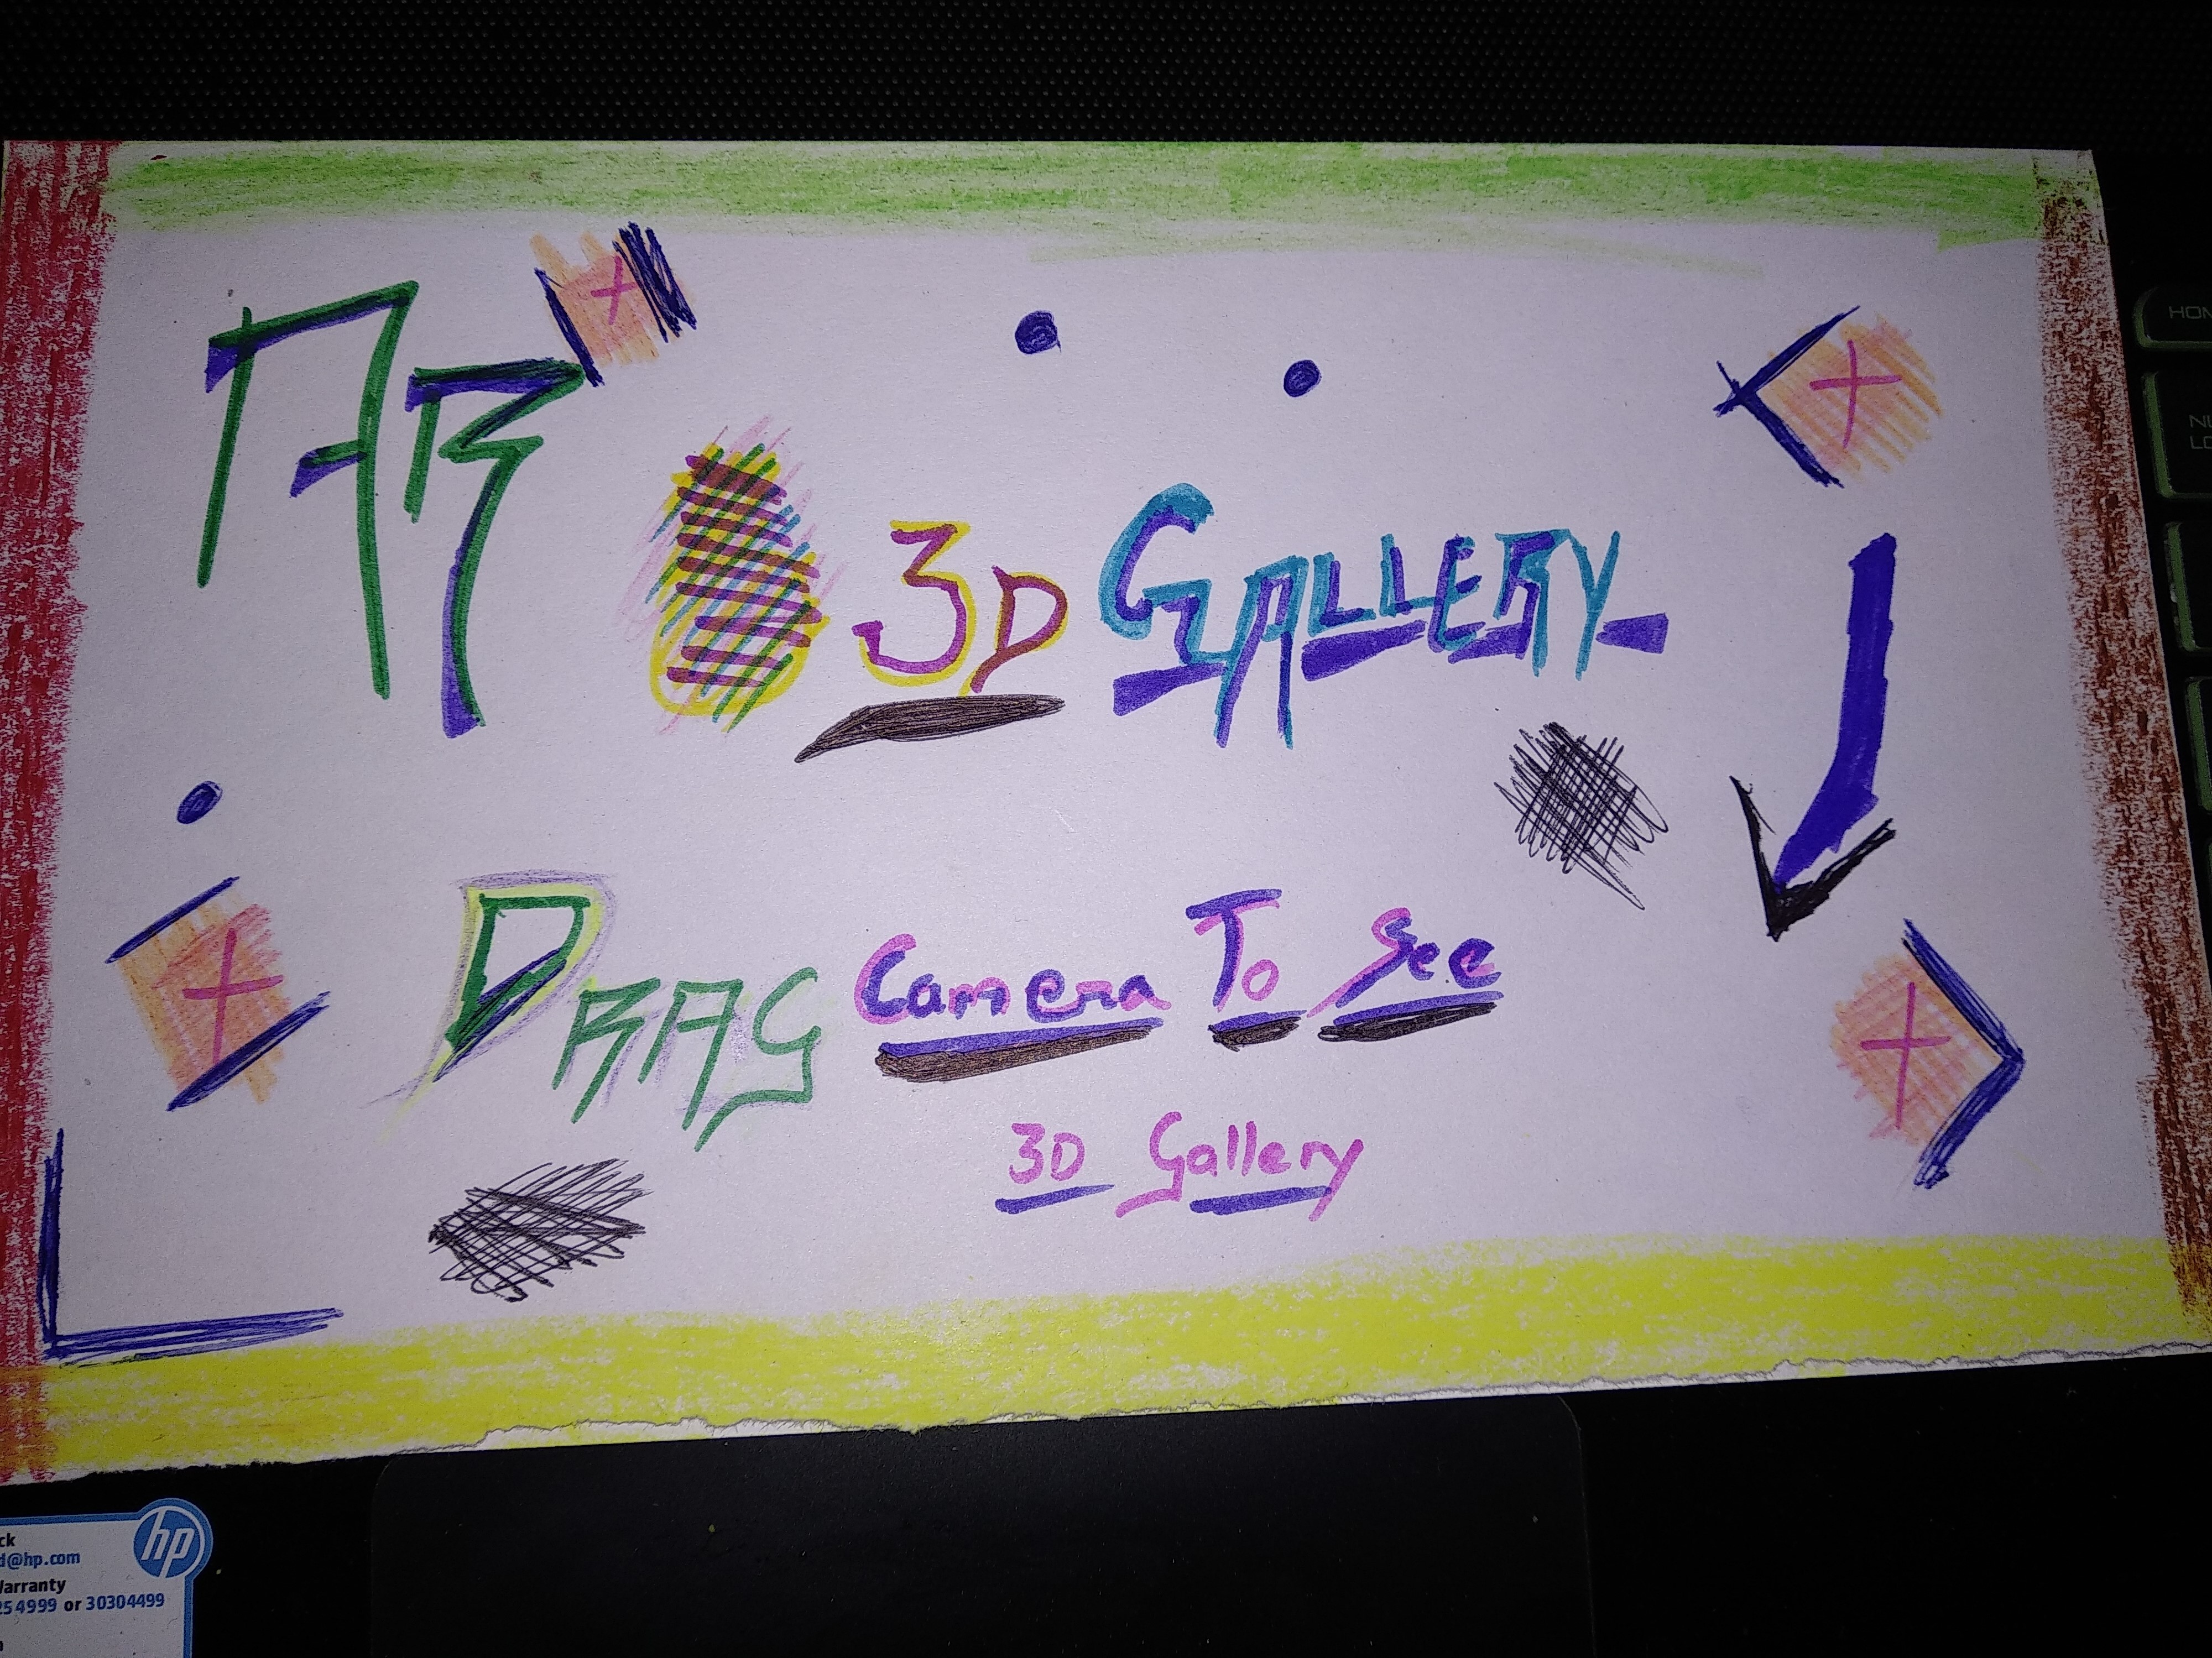 AR
3D GALLERY
DRAG Camera To See
3D Gallery
hp
ck
d@hp.com
Warranty
254999 or 30304499
HOM
NU
LO